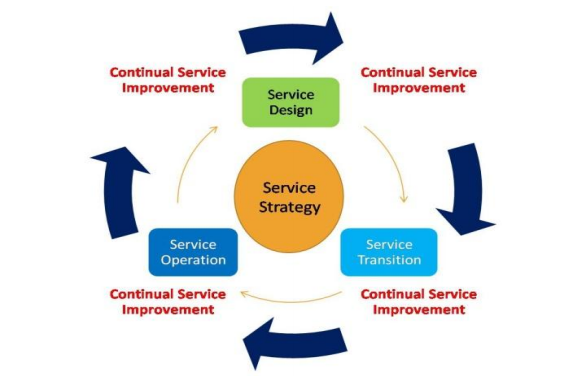 Continual Service
Improvement
Continual Service
Improvement
Service
Design
Service
Strategy
Service
Operation
Service
Transition
Continual Service
Improvement
Continual Service
Improvement